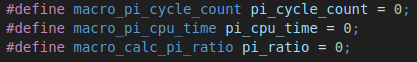 #define macro_pi_cycle_count pi_cycle_count = 0;
#define macro_pi_cpu_time pi_cpu_time = 0;
#define macro_calc_pi_ratio pi_ratio = 0;